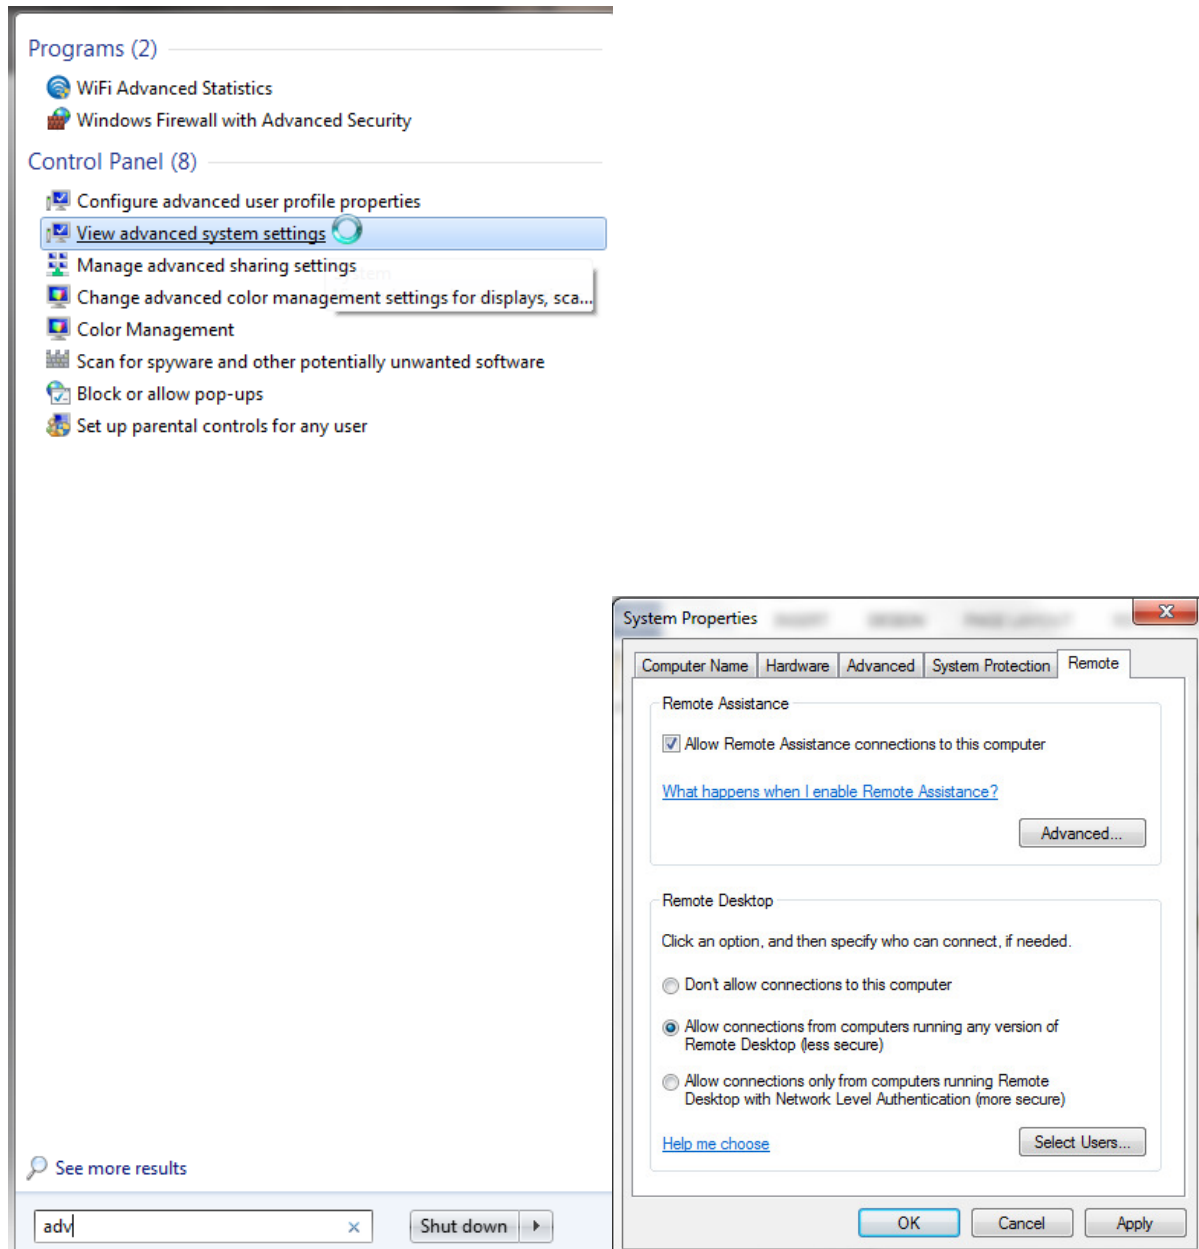 Programs (2)
WiFi Advanced Statistics
Windows Firewall with Advanced Security
Control Panel (8)
Configure advanced user profile properties
View advanced system settings
Manage advanced sharing settings
Change advanced color management settings for displays, sca...
Color Management
Scan for spyware and other potentially unwanted software
Block or allow pop-ups
Set up parental controls for any user
See more results
adv
Shut down
System Properties
Computer Name
Hardware
Advanced
System Protection
Remote
Remote Assistance
Allow Remote Assistance connections to this computer
What happens when I enable Remote Assistance?
Advanced...
Remote Desktop
Click an option, and then specify who can connect, if needed.
Don't allow connections to this computer
Allow connections from computers running any version of
Remote Desktop (less secure)
Allow connections only from computers running Remote
Desktop with Network Level Authentication (more secure)
Help me choose
Select Users...
OK
Cancel
Apply